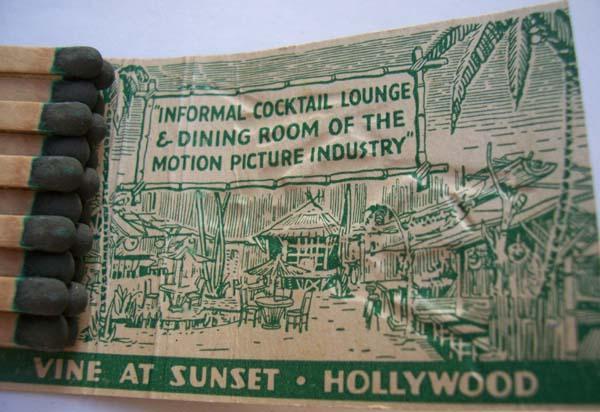 "INFORMAL COCKTAIL LOUNGE
& DINING ROOM OF THE
MOTION PICTURE INDUSTRY"
VINE AT SUNSET • HOLLYWOOD